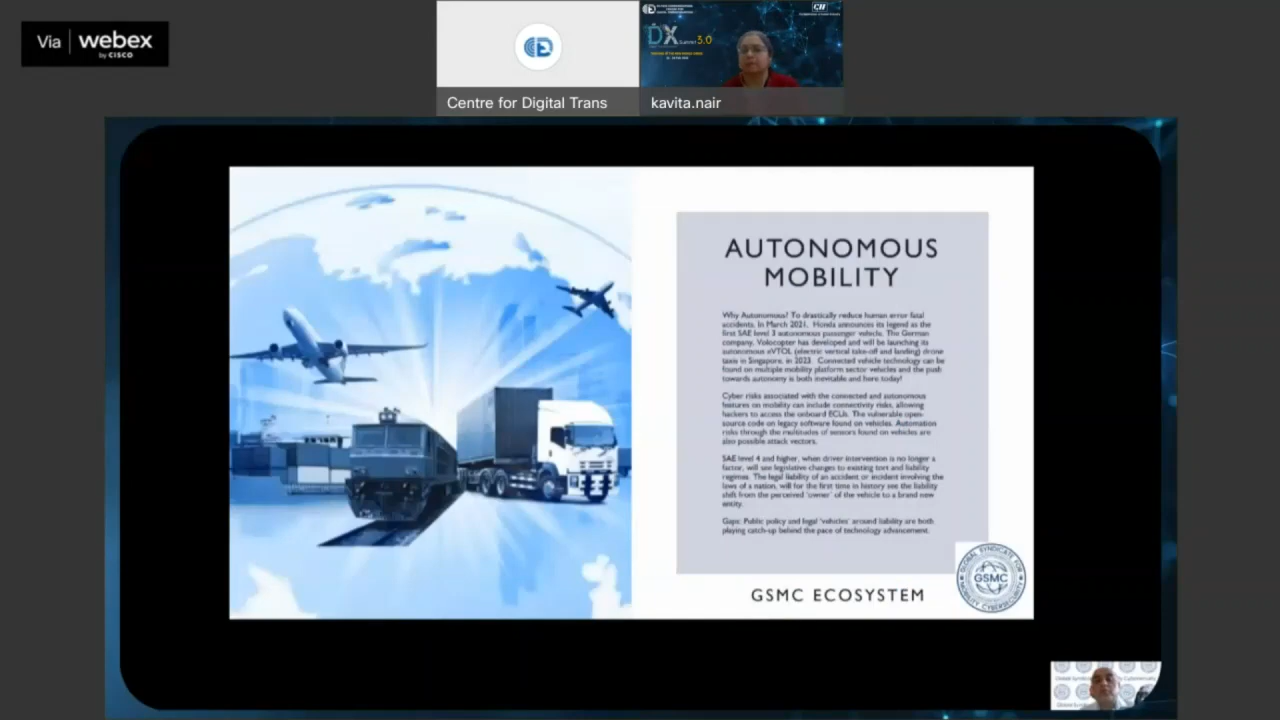 Via webex
by CISCO
DX Summit 3.0
CII
Centre for Digital Trans
kavita.nair
AUTONOMOUS
MOBILITY
Why Autonomous? To drastically reduce human error fatal
accidents. In March 2021, Honda announces its legend as the
first SAE level 3 autonomous passenger vehicle. The German
company, Volocopter has developed and will be launching its
autonomous eVTOL (electric vertical take-off and landing) drone
taxis in Singapore, in 2023. Connected vehicle technology can be
found on multiple mobility platform sector vehicles and the push
towards autonomy is both inevitable and here today!
Cyber risks associated with the connected and autonomous
features on mobility can include connectivity risks, allowing
hackers to access the onboard ECUs. The vulnerable open-
source code on legacy software found on vehicles. Automation
risks through the multitudes of sensors found on vehicles are
also possible attack vectors.
SAE level 4 and higher, when driver intervention is no longer a
factor, will see legislative changes to existing tort and liability
regimes. The legal liability of an accident or incident involving the
laws of a nation, will for the first time in history see the liability
shift from the perceived 'owner' of the vehicle to a brand new
entity.
Gaps: Public policy and legal 'vehicles' around liability are both
playing catch-up behind the pace of technology advancement.
GSMC ECOSYSTEM
GLOBAL SYNDICATE FOR
GSMC
MOBILITY CYBERSECURITY